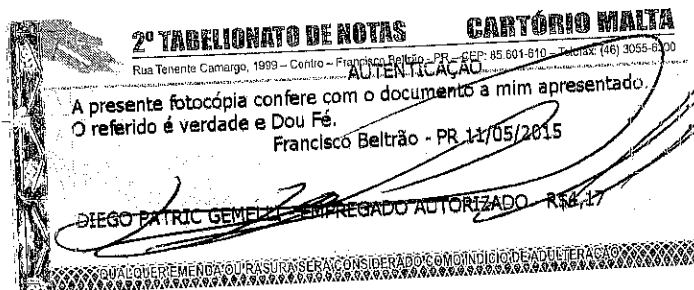 2º TABELIONATO DE NOTAS CARTÓRIO MALTA
Rua Tenente Camargo, 1999 – Centro – Francisco Beltrão - PR – CEP: 85.601-610 – Telefax: (46) 3055-6200
AUTENTICAÇÃO
A presente fotocópia confere com o documento a mim apresentado.
O referido é verdade e Dou Fé.
Francisco Beltrão - PR 11/05/2015
DIEGO PATRIC GEMELLI - EMPREGADO AUTORIZADO - R$
QUALQUER EMENDA OU RASURA SERÁ CONSIDERADO COMO INDÍCIO DE ADULTERAÇÃO